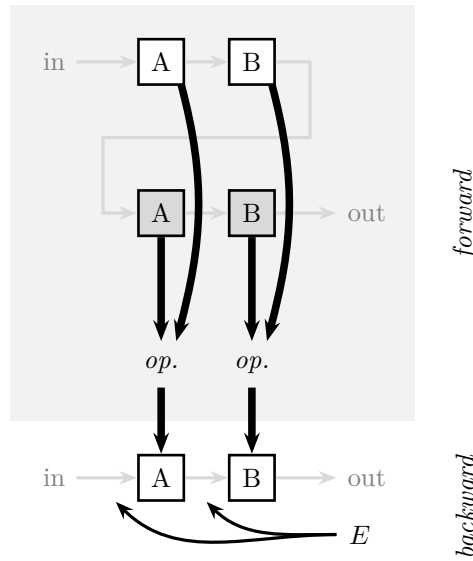 in A B
A B out
forward
op. op.
in A B out
backward
E